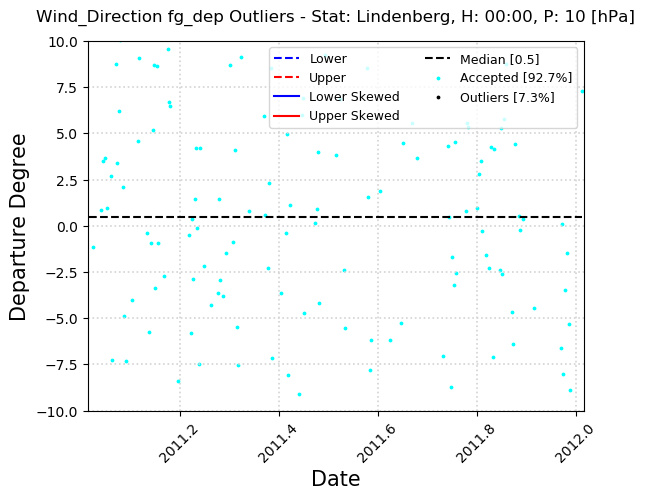 Wind_Direction fg_dep Outliers - Stat: Lindenberg, H: 00:00, P: 10 [hPa]
Departure Degree
10.0
7.5
5.0
2.5
0.0
−2.5
−5.0
−7.5
−10.0
Lower
Upper
Lower Skewed
Upper Skewed
Median [0.5]
Accepted [92.7%]
Outliers [7.3%]
2011.2
2011.4
2011.6
2011.8
2012.0
Date